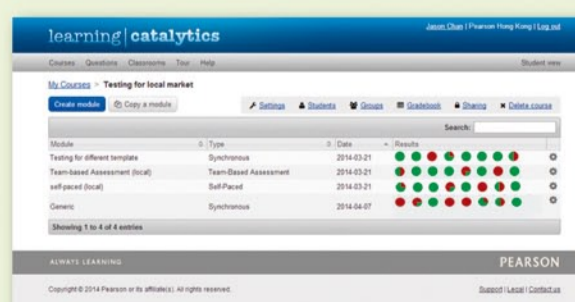 learning | catalytics
Jason Chan | Pearson Hong Kong | Log out
Courses Questions Classrooms Tour Help Student view
My Courses > Testing for local market
Create module Copy a module Settings Students Groups Gradebook Sharing Delete course
Search:
Module Type Date Results
Testing for different template Synchronous 2014-03-21
Team-based Assessment (local) Team-Based Assessment 2014-03-21
self-paced (local) Self-Paced 2014-03-21
Generic Synchronous 2014-04-07
Showing 1 to 4 of 4 entries
ALWAYS LEARNING PEARSON
Copyright © 2014 Pearson or its affiliate(s). All rights reserved. Support | Legal | Contact us